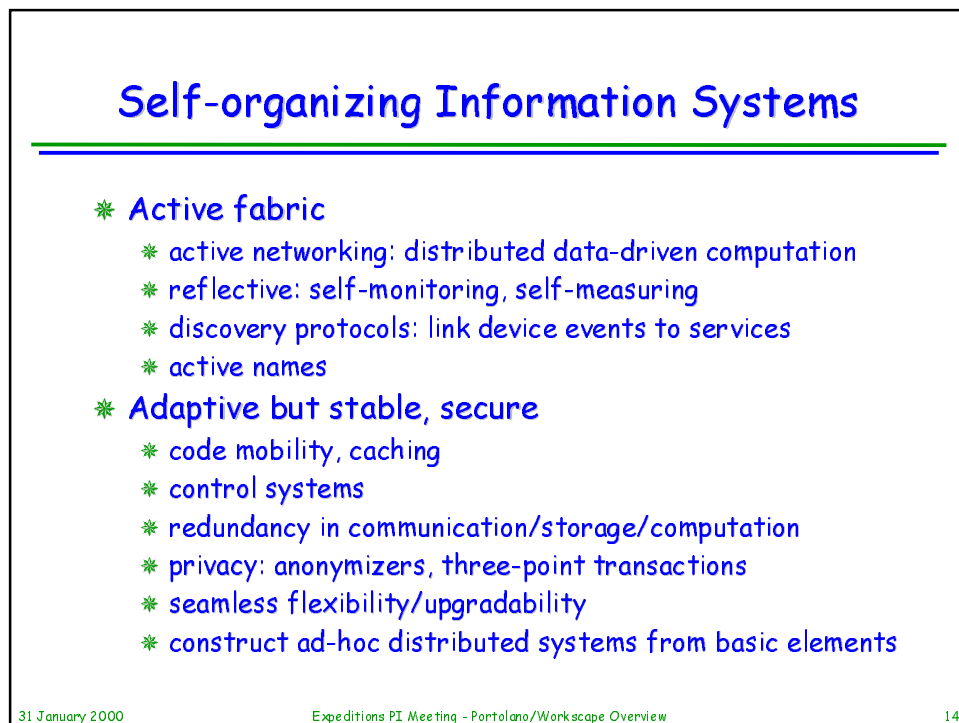 Self-organizing Information Systems
Active fabric
active networking: distributed data-driven computation
reflective: self-monitoring, self-measuring
discovery protocols: link device events to services
active names
Adaptive but stable, secure
code mobility, caching
control systems
redundancy in communication/storage/computation
privacy: anonymizers, three-point transactions
seamless flexibility/upgradability
construct ad-hoc distributed systems from basic elements
31 January 2000 Expeditions PI Meeting - Portolano/Workscape Overview 14